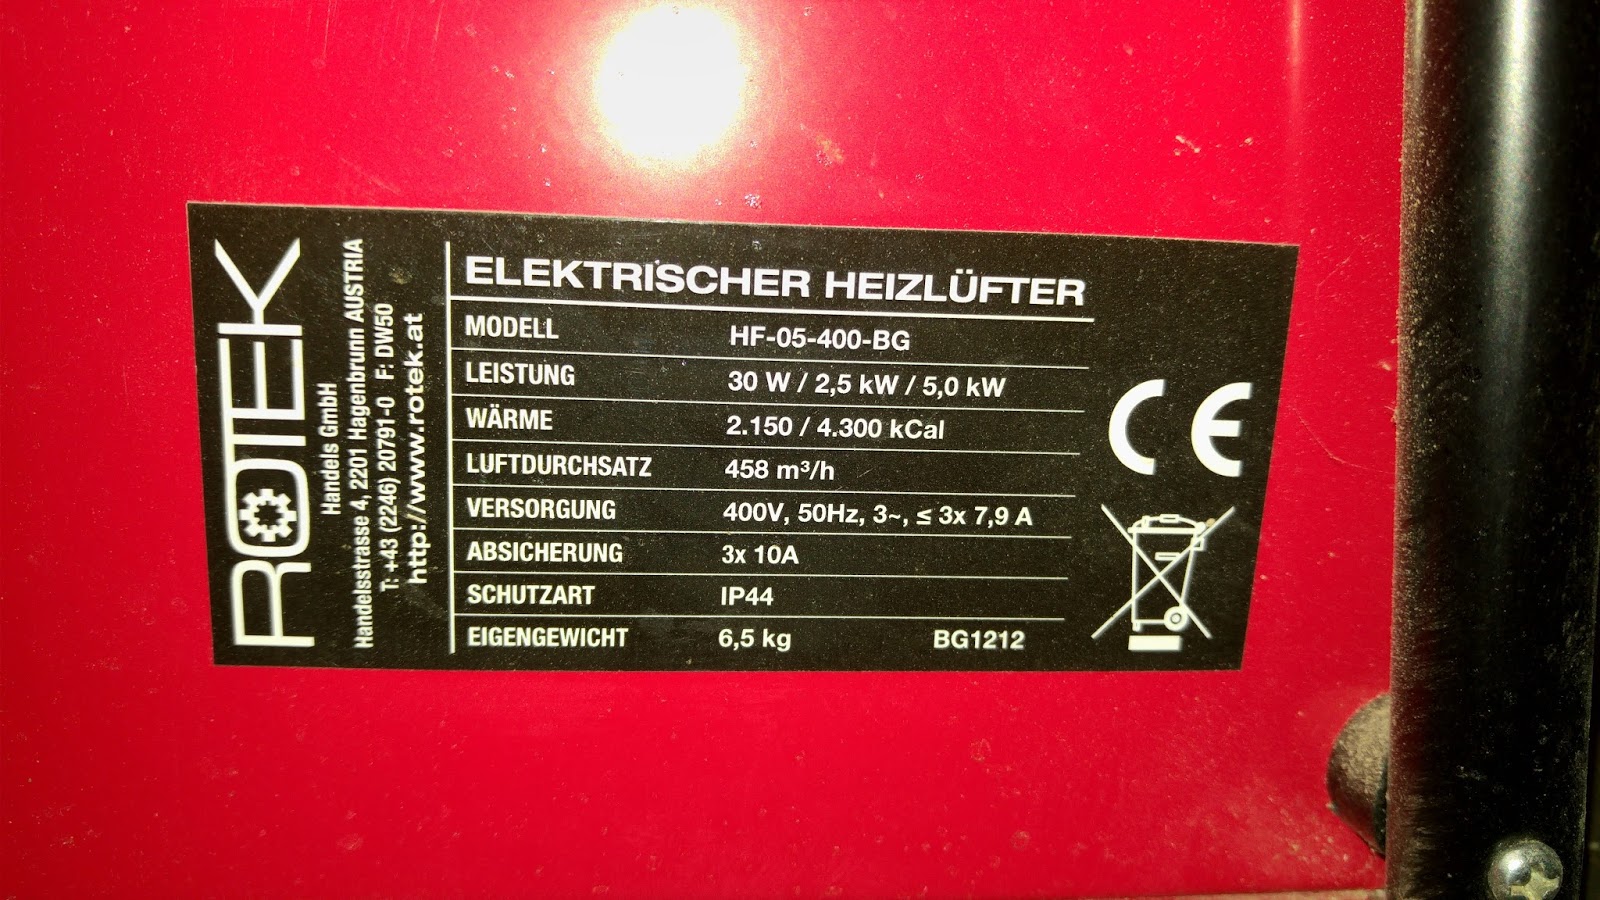 ROTEK
Handels GmbH
Handelsstrasse 4, 2201 Hagenbrunn AUSTRIA
T: +43 (2246) 20791-0 F: DW50
http://www.rotek.at
ELEKTRISCHER HEIZLÜFTER
MODELL HF-05-400-BG
LEISTUNG 30 W / 2,5 kW / 5,0 kW
WÄRME 2.150 / 4.300 kCal
LUFTDURCHSATZ 458 m³/h
VERSORGUNG 400V, 50Hz, 3~, ≤ 3x 7,9 A
ABSICHERUNG 3x 10A
SCHUTZART IP44
EIGENGEWICHT 6,5 kg BG1212
CE